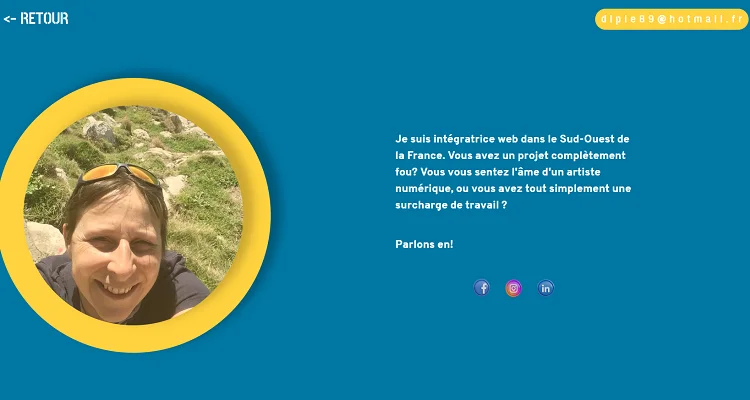 <- RETOUR
dipie89@hotmail.fr
Je suis intégratrice web dans le Sud-Ouest de
la France. Vous avez un projet complètement
fou? Vous vous sentez l'âme d'un artiste
numérique, ou vous avez tout simplement une
surcharge de travail ?
Parlons en!